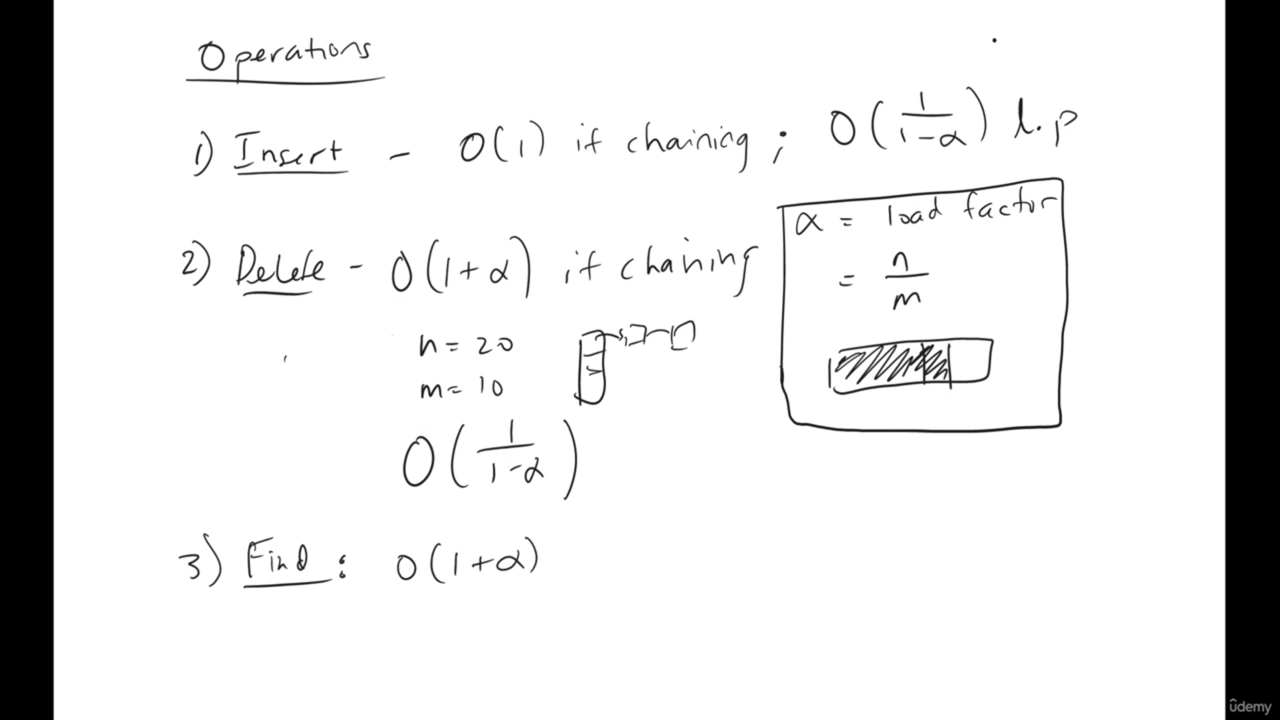 Operations
1) Insert - O(1) if chaining ; O(1/(1-α)) l.p
α = load factor
= n/m
2) Delete - O(1+α) if chaining
n = 20
m = 10
O(1/(1-α))
3) Find : O(1+α)
ûdemy